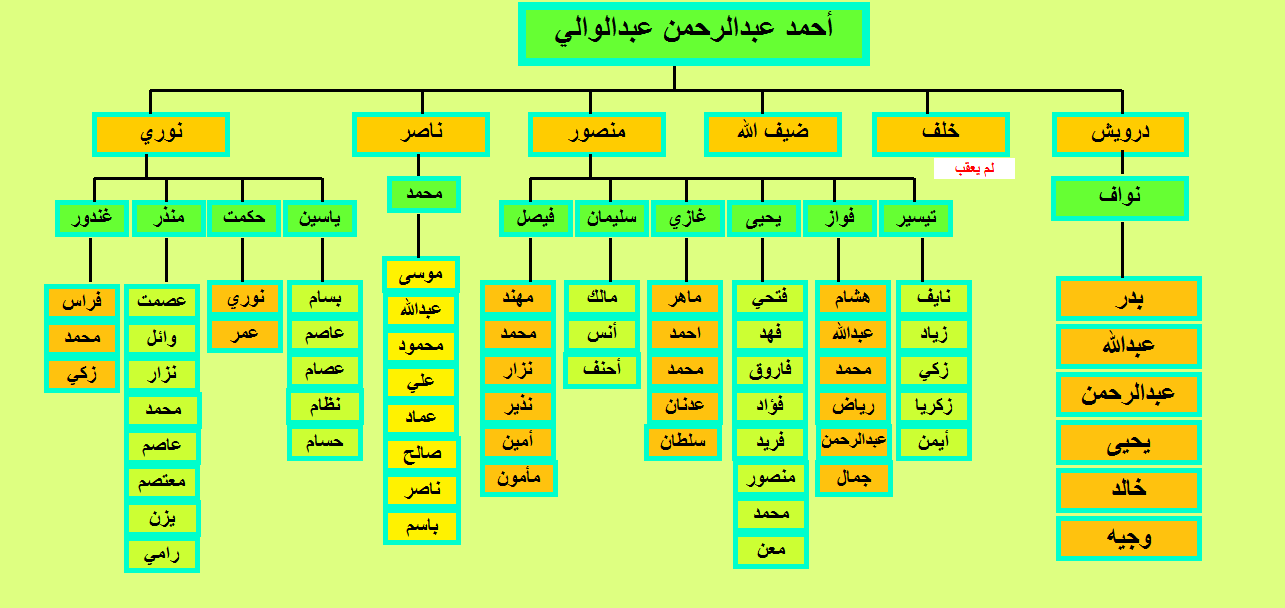 أحمد عبدالرحمن عبدالوالي
درويش
خلف
ضيف الله
منصور
ناصر
نوري
لم يعقب
نواف
بدر
عبدالله
عبدالرحمن
يحيى
خالد
وجيه
تيسير
نايف
زياد
زكي
زكريا
أيمن
فواز
هشام
عبدالله
محمد
رياض
عبدالرحمن
جمال
يحيى
فتحي
فهد
فاروق
فؤاد
فريد
منصور
محمد
معن
غازي
ماهر
احمد
محمد
عدنان
سلطان
سليمان
مالك
أنس
أحنف
فيصل
مهند
محمد
نزار
نذير
أمين
مأمون
محمد
موسى
عبدالله
محمود
علي
عماد
صالح
ناصر
باسم
ياسين
بسام
عاصم
عصام
نظام
حسام
حكمت
نوري
عمر
منذر
عصمت
وائل
نزار
محمد
عاصم
معتصم
يزن
رامي
غندور
فراس
محمد
زكي